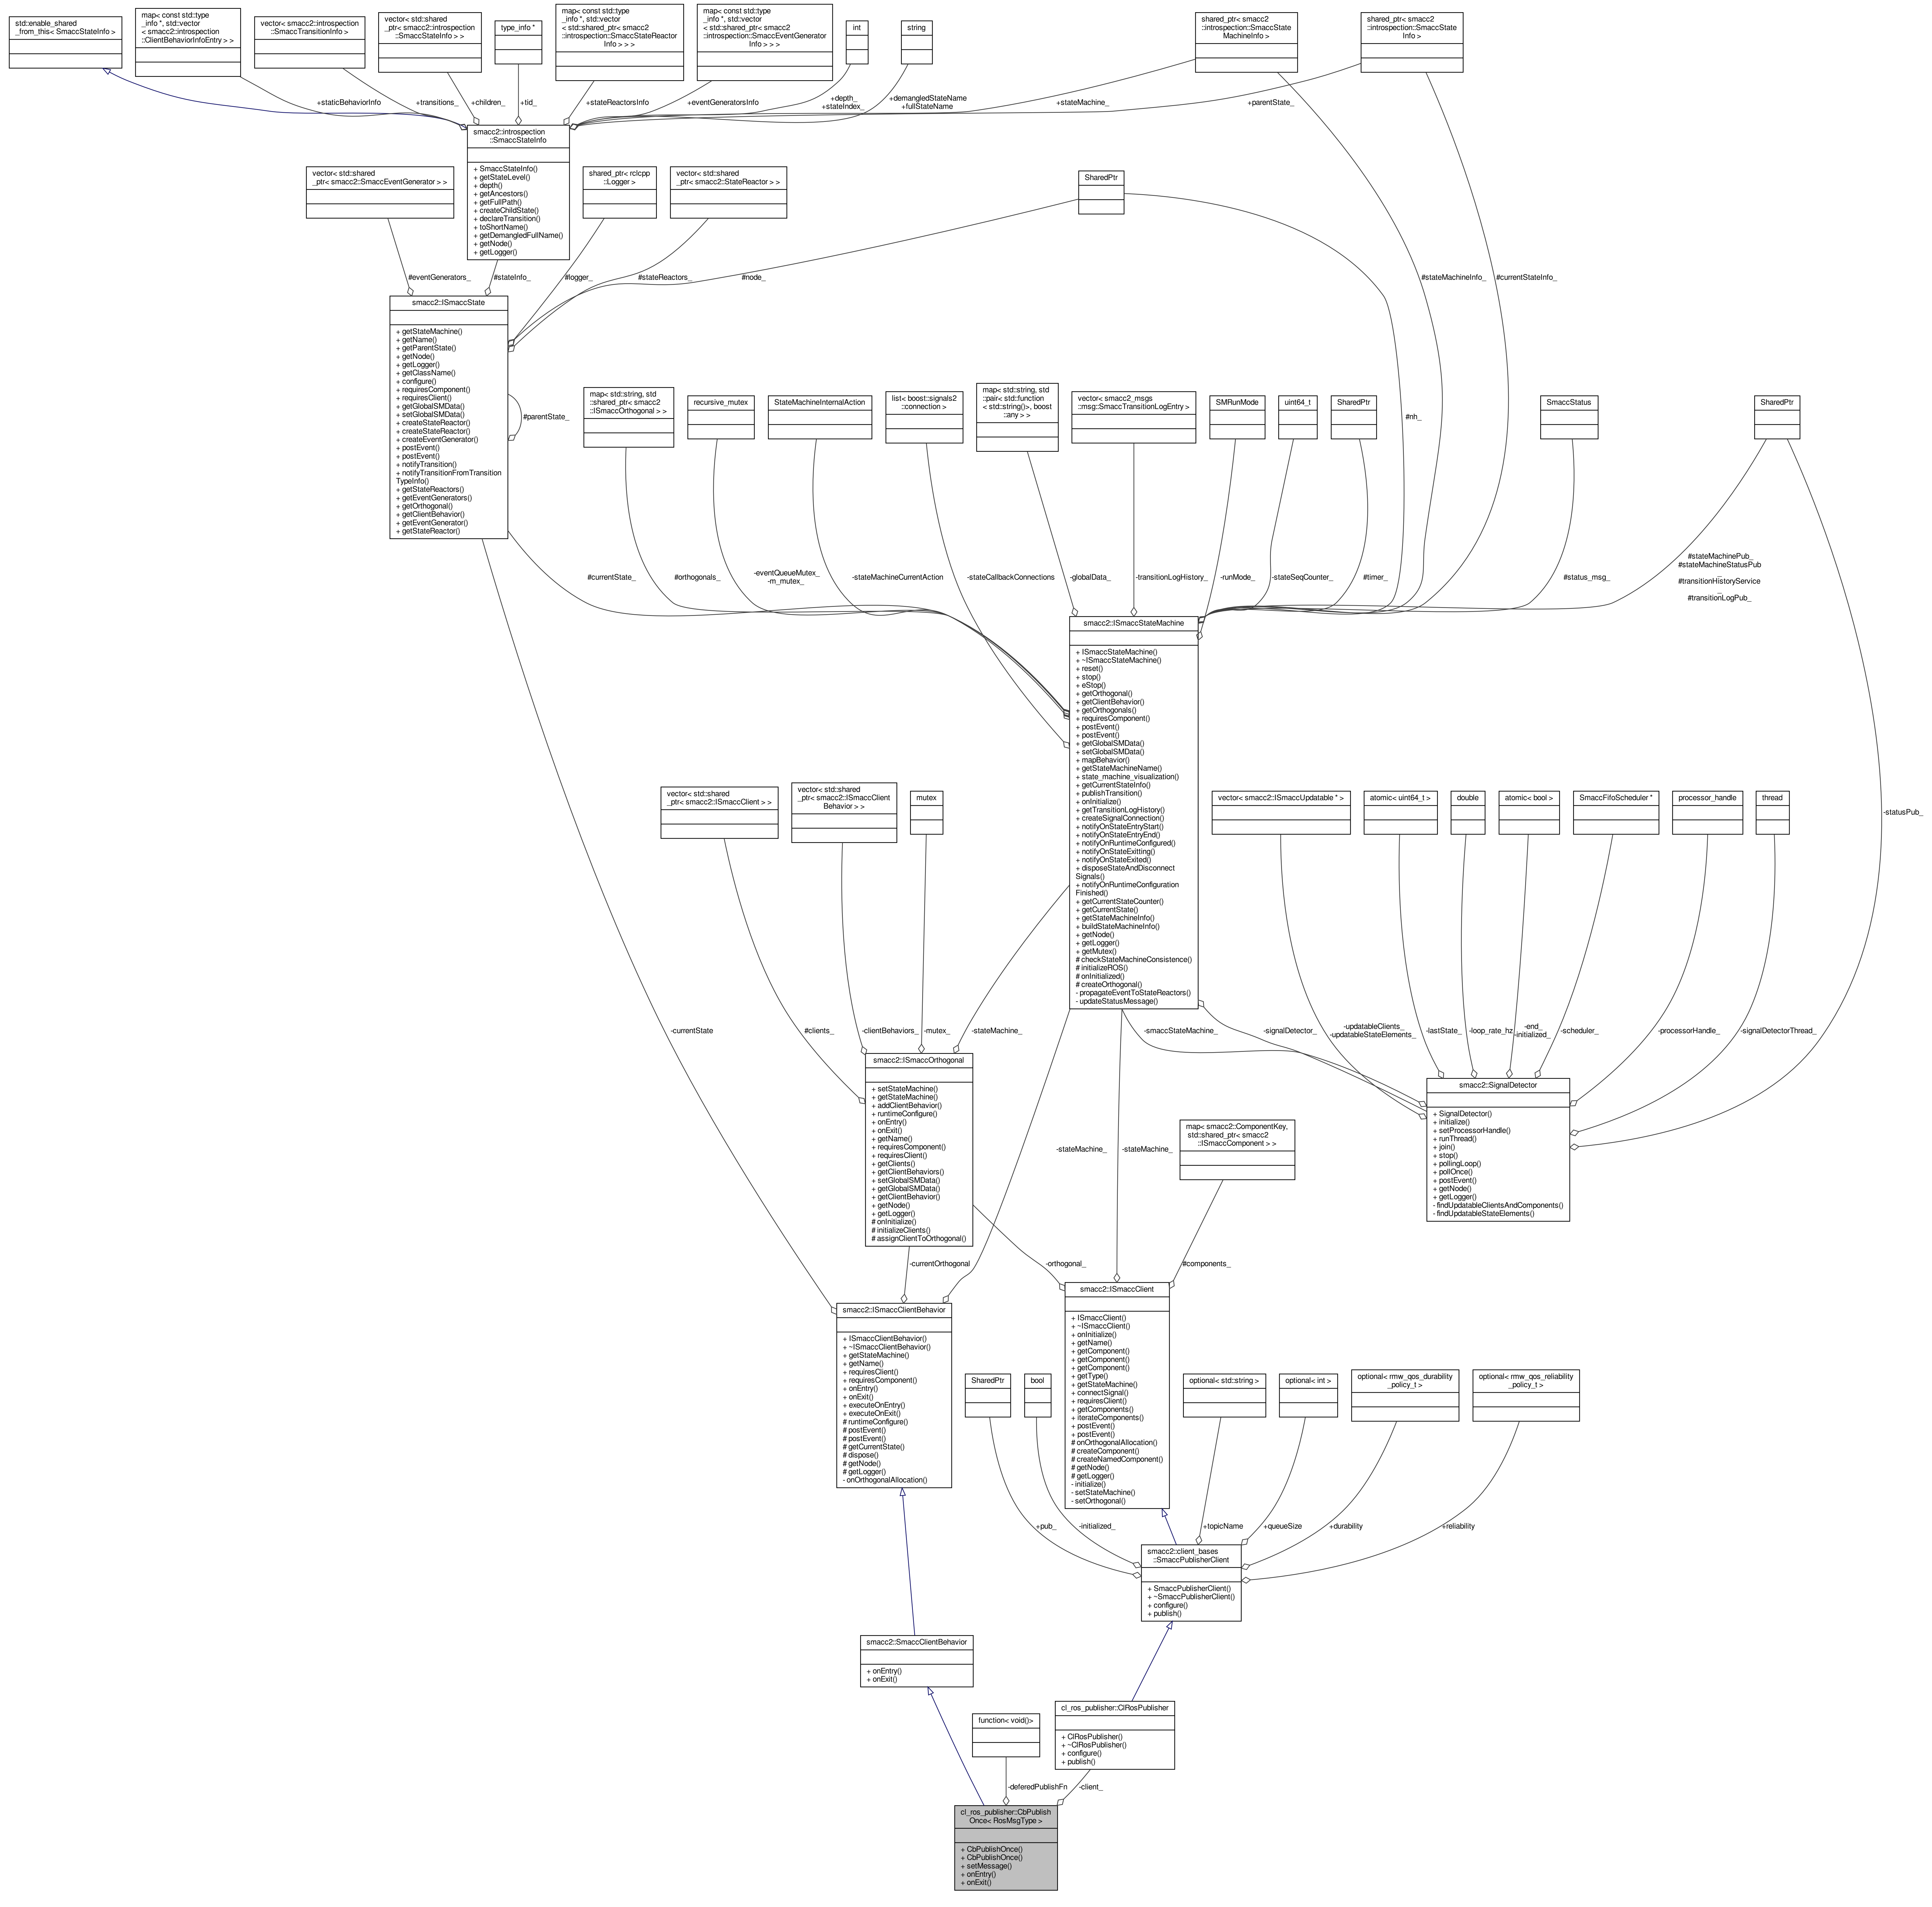 std::enable_shared
_from_this< SmaccStateInfo >
map< const std::type
_info *, std::vector
< smacc2::introspection
::ClientBehaviorInfoEntry > >
vector< smacc2::introspection
::SmaccTransitionInfo >
vector< std::shared
_ptr< smacc2::introspection
::SmaccStateInfo > >
type_info *
map< const std::type
_info *, std::vector
< std::shared_ptr< smacc2
::introspection::SmaccStateReactor
Info > > >
map< const std::type
_info *, std::vector
< std::shared_ptr< smacc2
::introspection::SmaccEventGenerator
Info > > >
int
string
shared_ptr< smacc2
::introspection::SmaccState
MachineInfo >
shared_ptr< smacc2
::introspection::SmaccState
Info >
+staticBehaviorInfo
+transitions_
+children_
+tid_
+stateReactorsInfo
+eventGeneratorsInfo
+depth_
+stateIndex_
+demangledStateName
+fullStateName
+stateMachine_
+parentState_
smacc2::introspection
::SmaccStateInfo
+ SmaccStateInfo()
+ getStateLevel()
+ depth()
+ getAncestors()
+ getFullPath()
+ createChildState()
+ declareTransition()
+ toShortName()
+ getDemangledFullName()
+ getNode()
+ getLogger()
vector< std::shared
_ptr< smacc2::SmaccEventGenerator > >
shared_ptr< rclcpp
::Logger >
vector< std::shared
_ptr< smacc2::StateReactor > >
SharedPtr
#eventGenerators_
#stateInfo_
#logger_
#stateReactors_
#node_
#stateMachineInfo_
#currentStateInfo_
smacc2::ISmaccState
+ getStateMachine()
+ getName()
+ getParentState()
+ getNode()
+ getLogger()
+ getClassName()
+ configure()
+ requiresComponent()
+ requiresClient()
+ getGlobalSMData()
+ setGlobalSMData()
+ createStateReactor()
+ createStateReactor()
+ createEventGenerator()
+ postEvent()
+ postEvent()
+ notifyTransition()
+ notifyTransitionFromTransition
TypeInfo()
+ getStateReactors()
+ getEventGenerators()
+ getOrthogonal()
+ getClientBehavior()
+ getEventGenerator()
+ getStateReactor()
#parentState_
map< std::string, std
::shared_ptr< smacc2
::ISmaccOrthogonal > >
recursive_mutex
StateMachineInternalAction
list< boost::signals2
::connection >
map< std::string, std
::pair< std::function
< std::string()>, boost
::any > >
vector< smacc2_msgs
::msg::SmaccTransitionLogEntry >
SMRunMode
uint64_t
SharedPtr
#nh_
SmaccStatus
SharedPtr
#currentState_
#orthogonals_
-eventQueueMutex_
-m_mutex_
-stateMachineCurrentAction
-stateCallbackConnections
-globalData_
-transitionLogHistory_
-runMode_
-stateSeqCounter_
#timer_
#status_msg_
#stateMachinePub_
#stateMachineStatusPub
_
#transitionHistoryService
_
#transitionLogPub_
smacc2::ISmaccStateMachine
+ ISmaccStateMachine()
+ ~ISmaccStateMachine()
+ reset()
+ stop()
+ eStop()
+ getOrthogonal()
+ getClientBehavior()
+ getOrthogonals()
+ requiresComponent()
+ postEvent()
+ postEvent()
+ getGlobalSMData()
+ setGlobalSMData()
+ mapBehavior()
+ getStateMachineName()
+ state_machine_visualization()
+ getCurrentStateInfo()
+ publishTransition()
+ onInitialize()
+ getTransitionLogHistory()
+ createSignalConnection()
+ notifyOnStateEntryStart()
+ notifyOnStateEntryEnd()
+ notifyOnRuntimeConfigured()
+ notifyOnStateExitting()
+ notifyOnStateExited()
+ disposeStateAndDisconnect
Signals()
+ notifyOnRuntimeConfiguration
Finished()
+ getCurrentStateCounter()
+ getCurrentState()
+ getStateMachineInfo()
+ buildStateMachineInfo()
+ getNode()
+ getLogger()
+ getMutex()
# checkStateMachineConsistence()
# initializeROS()
# onInitialized()
# createOrthogonal()
- propagateEventToStateReactors()
- updateStatusMessage()
vector< std::shared
_ptr< smacc2::ISmaccClient > >
vector< std::shared
_ptr< smacc2::ISmaccClient
Behavior > >
mutex
vector< smacc2::ISmaccUpdatable * >
atomic< uint64_t >
double
atomic< bool >
SmaccFifoScheduler *
processor_handle
thread
-statusPub_
-currentState
#clients_
-clientBehaviors_
-mutex_
-stateMachine_
-smaccStateMachine_
-signalDetector_
-updatableClients_
-updatableStateElements_
-lastState_
-loop_rate_hz
-end_
-initialized_
-scheduler_
-processorHandle_
-signalDetectorThread_
smacc2::ISmaccOrthogonal
+ setStateMachine()
+ getStateMachine()
+ addClientBehavior()
+ runtimeConfigure()
+ onEntry()
+ onExit()
+ getName()
+ requiresComponent()
+ requiresClient()
+ getClients()
+ getClientBehaviors()
+ setGlobalSMData()
+ getGlobalSMData()
+ getClientBehavior()
+ getNode()
+ getLogger()
# onInitialize()
# initializeClients()
# assignClientToOrthogonal()
smacc2::SignalDetector
+ SignalDetector()
+ initialize()
+ setProcessorHandle()
+ runThread()
+ join()
+ stop()
+ pollingLoop()
+ pollOnce()
+ postEvent()
+ getNode()
+ getLogger()
- findUpdatableClientsAndComponents()
- findUpdatableStateElements()
-stateMachine_
-stateMachine_
map< smacc2::ComponentKey,
std::shared_ptr< smacc2
::ISmaccComponent > >
-currentOrthogonal
-orthogonal_
#components_
smacc2::ISmaccClientBehavior
+ ISmaccClientBehavior()
+ ~ISmaccClientBehavior()
+ getStateMachine()
+ getName()
+ requiresClient()
+ requiresComponent()
+ onEntry()
+ onExit()
+ executeOnEntry()
+ executeOnExit()
# runtimeConfigure()
# postEvent()
# postEvent()
# getCurrentState()
# dispose()
# getNode()
# getLogger()
- onOrthogonalAllocation()
smacc2::ISmaccClient
+ ISmaccClient()
+ ~ISmaccClient()
+ onInitialize()
+ getName()
+ getComponent()
+ getComponent()
+ getComponent()
+ getType()
+ getStateMachine()
+ connectSignal()
+ requiresClient()
+ getComponents()
+ iterateComponents()
+ postEvent()
+ postEvent()
# onOrthogonalAllocation()
# createComponent()
# createNamedComponent()
# getNode()
# getLogger()
- initialize()
- setStateMachine()
- setOrthogonal()
SharedPtr
bool
optional< std::string >
optional< int >
optional< rmw_qos_durability
_policy_t >
optional< rmw_qos_reliability
_policy_t >
+pub_
-initialized_
+topicName
+queueSize
+durability
+reliability
smacc2::client_bases
::SmaccPublisherClient
+ SmaccPublisherClient()
+ ~SmaccPublisherClient()
+ configure()
+ publish()
smacc2::SmaccClientBehavior
+ onEntry()
+ onExit()
function< void()>
cl_ros_publisher::ClRosPublisher
+ ClRosPublisher()
+ ~ClRosPublisher()
+ configure()
+ publish()
-deferedPublishFn
-client_
cl_ros_publisher::CbPublish
Once< RosMsgType >
+ CbPublishOnce()
+ CbPublishOnce()
+ setMessage()
+ onEntry()
+ onExit()